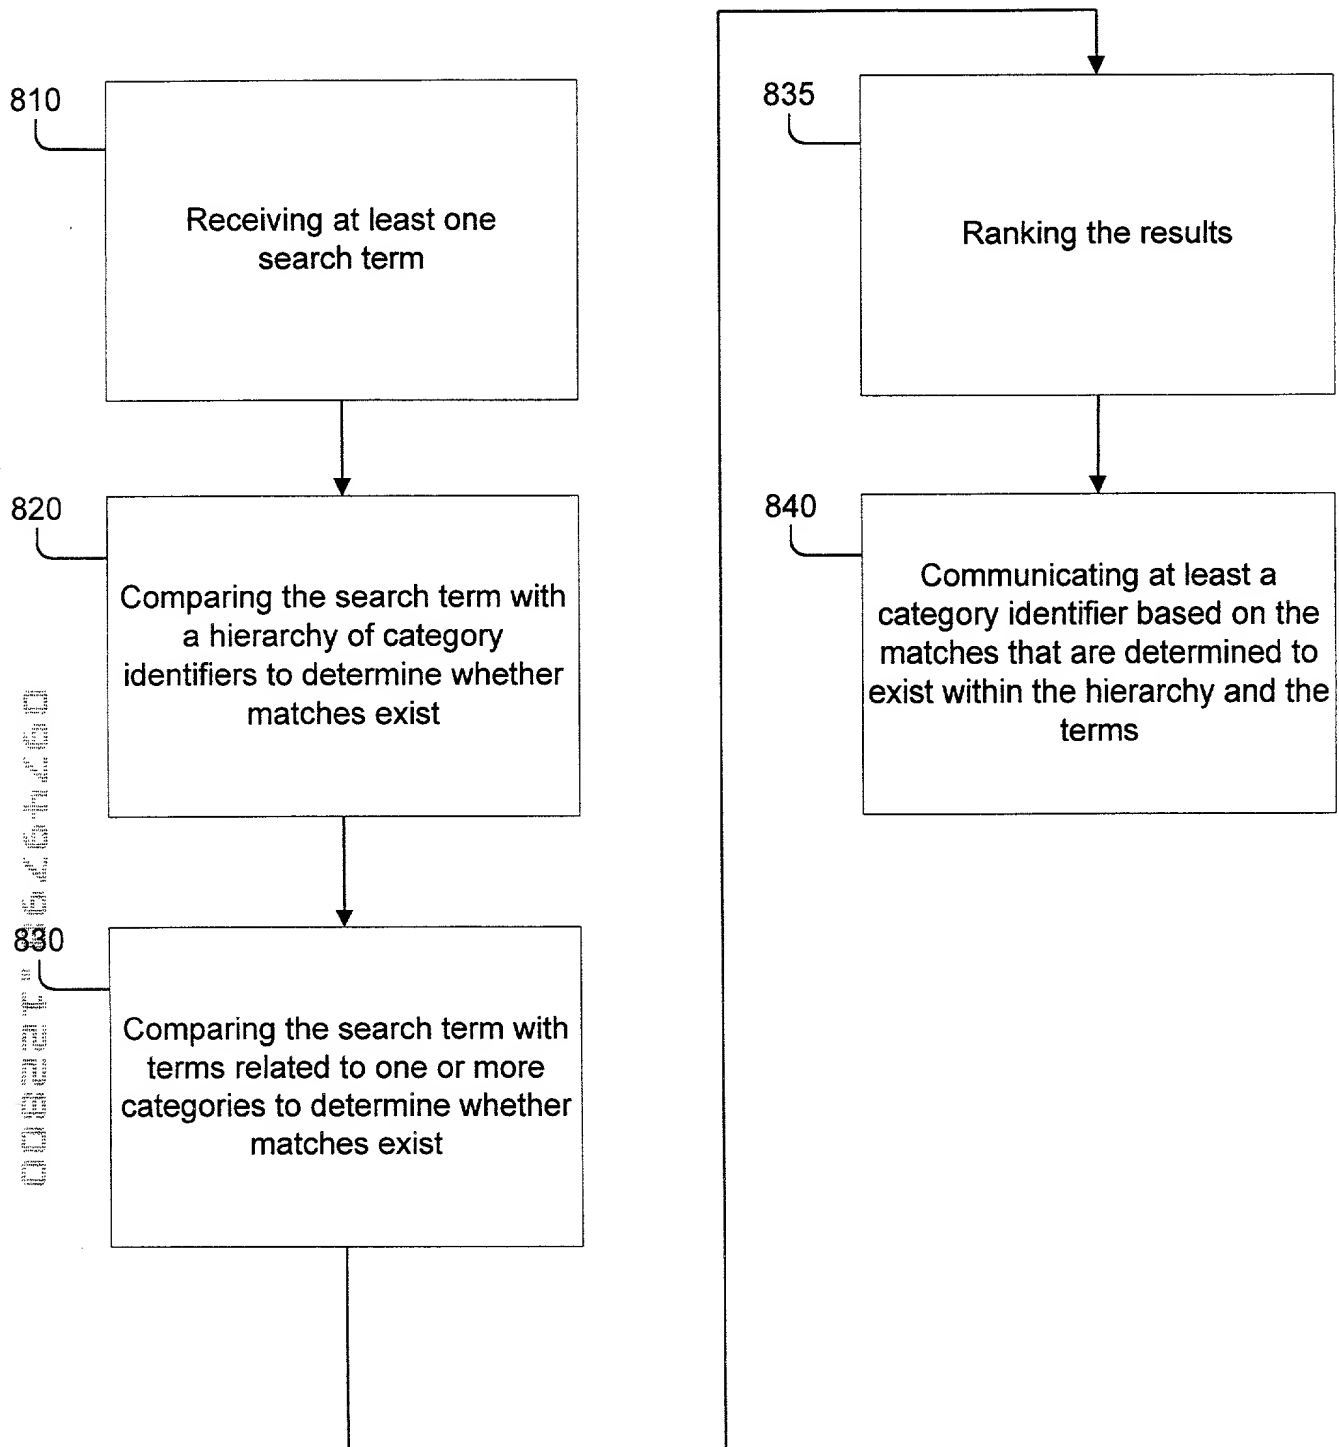 810
Receiving at least one
search term
820
Comparing the search term with
a hierarchy of category
identifiers to determine whether
matches exist
830
Comparing the search term with
terms related to one or more
categories to determine whether
matches exist
835
Ranking the results
840
Communicating at least a
category identifier based on the
matches that are determined to
exist within the hierarchy and the
terms